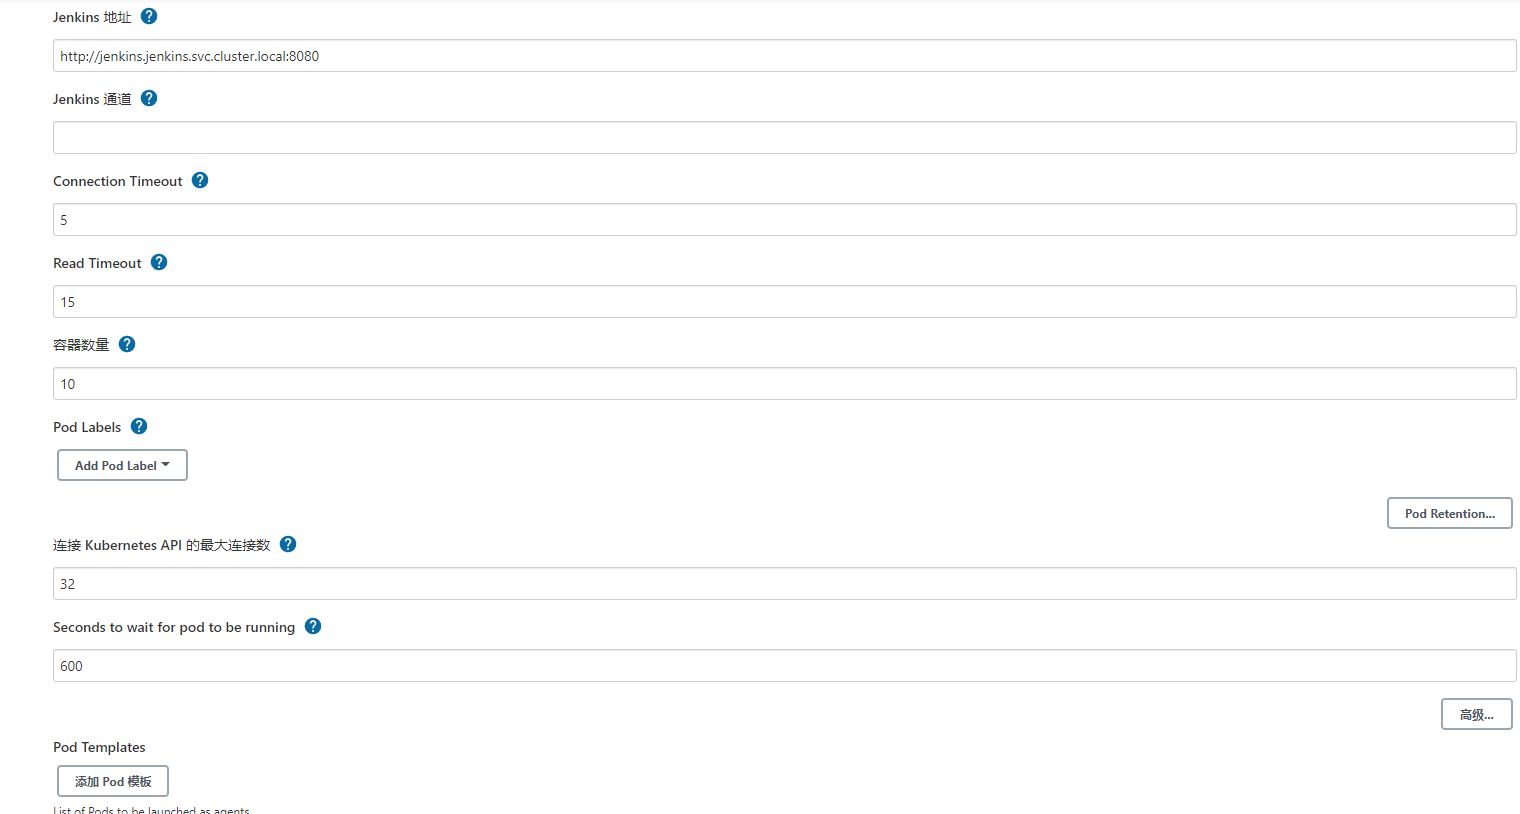 Jenkins 地址
http://jenkins.jenkins.svc.cluster.local:8080
Jenkins 通道
Connection Timeout
5
Read Timeout
15
容器数量
10
Pod Labels
Add Pod Label
Pod Retention...
连接 Kubernetes API 的最大连接数
32
Seconds to wait for pod to be running
600
高级...
Pod Templates
添加 Pod 模板
List of Pods to be launched as agents